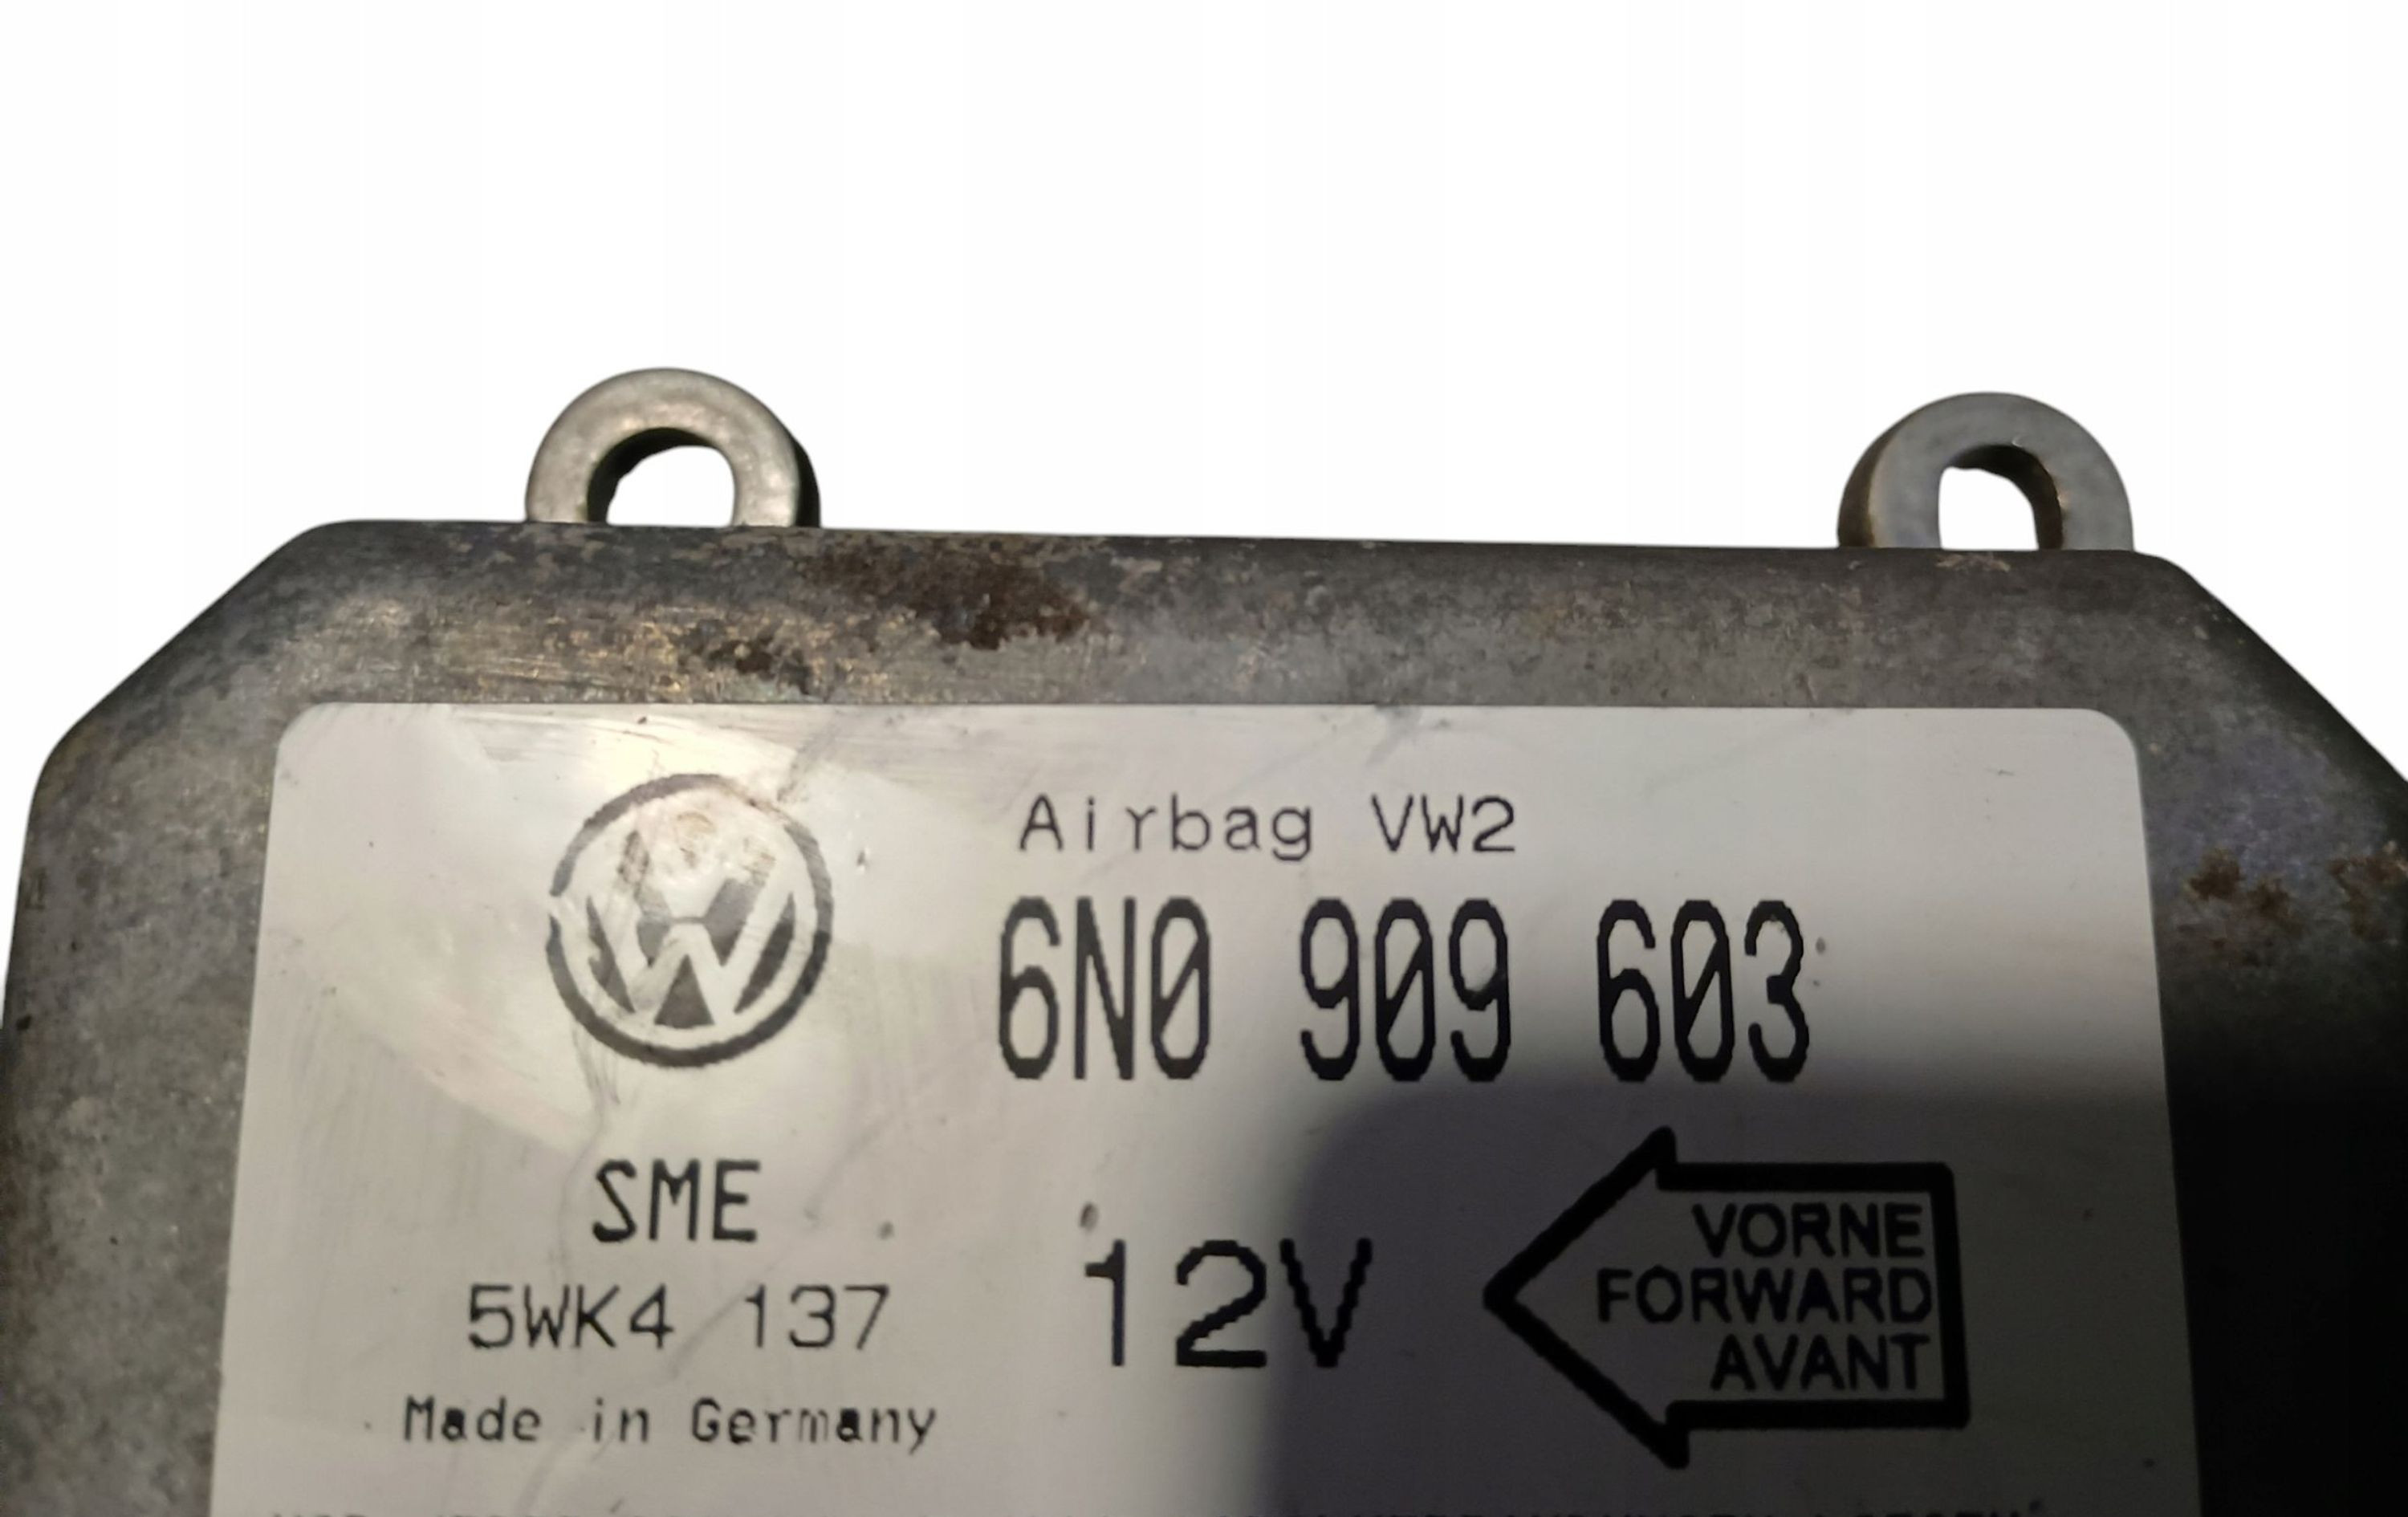 Airbag VW2
6N0 909 603
SME
5WK4 137
Made in Germany
12V
VORNE
FORWARD
AVANT